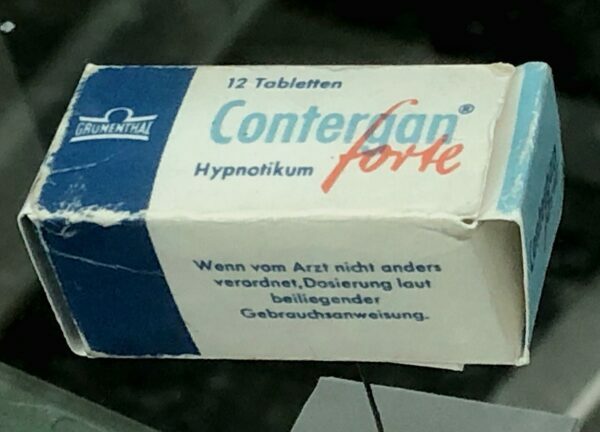 12 Tabletten
GRÜNENTHAL
Contergan®
forte
Hypnotikum
Wenn vom Arzt nicht anders
verordnet, Dosierung laut
beiliegender
Gebrauchsanweisung.